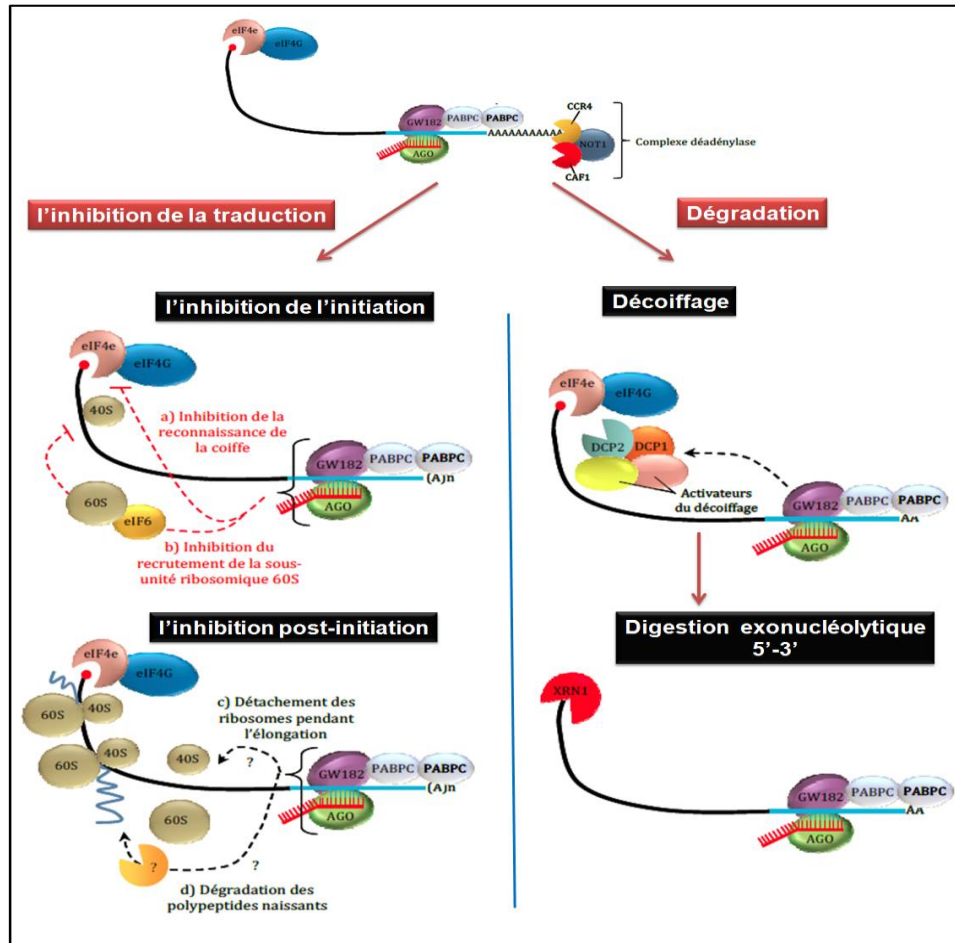 eIF4e
eIF4G
GW182
PABPC
PABPC
AAAAAAAAAAA
AGO
CCR4
NOT1
CAF1
Complexe déadénylase
l'inhibition de la traduction
Dégradation
l'inhibition de l'initiation
eIF4e
eIF4G
40S
a) Inhibition de la
reconnaissance de
la coiffe
60S
eIF6
GW182
PABPC
PABPC
(A)n
AGO
b) Inhibition du
recrutement de la sous-
unité ribosomique 60S
l'inhibition post-initiation
eIF4e
eIF4G
60S
40S
60S
40S
40S
60S
c) Détachement des
ribosomes pendant
l'élongation
?
GW182
PABPC
PABPC
(A)n
AGO
?
?
d) Dégradation des
polypeptides naissants
Décoiffage
eIF4e
eIF4G
DCP2
DCP1
Activateurs
du décoiffage
GW182
PABPC
PABPC
AA
AGO
Digestion exonucléolytique
5'-3'
XRN1
GW182
PABPC
PABPC
AA
AGO